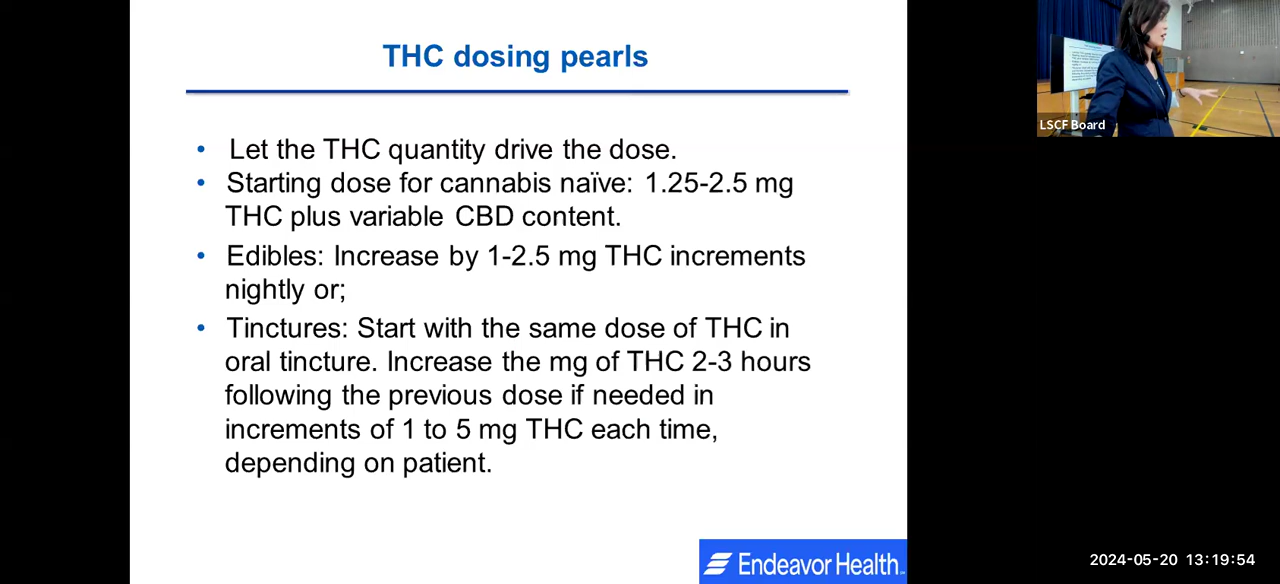 THC dosing pearls
• Let the THC quantity drive the dose.
• Starting dose for cannabis naïve: 1.25-2.5 mg
THC plus variable CBD content.
• Edibles: Increase by 1-2.5 mg THC increments
nightly or;
• Tinctures: Start with the same dose of THC in
oral tincture. Increase the mg of THC 2-3 hours
following the previous dose if needed in
increments of 1 to 5 mg THC each time,
depending on patient.
Endeavor Health
LSCF Board
2024-05-20 13:19:54